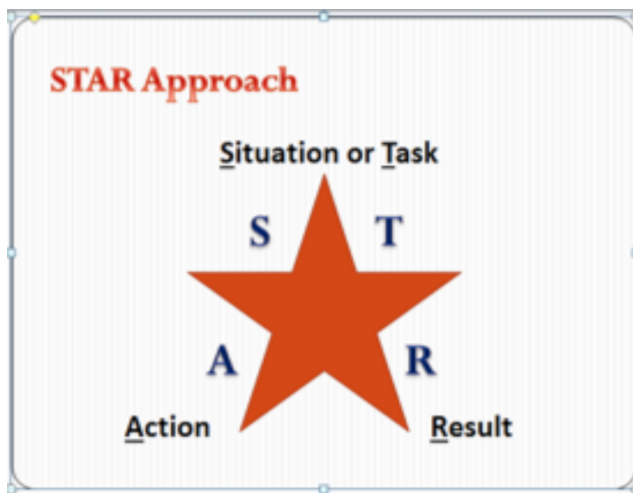 STAR Approach
Situation or Task
S T
A R
Action Result